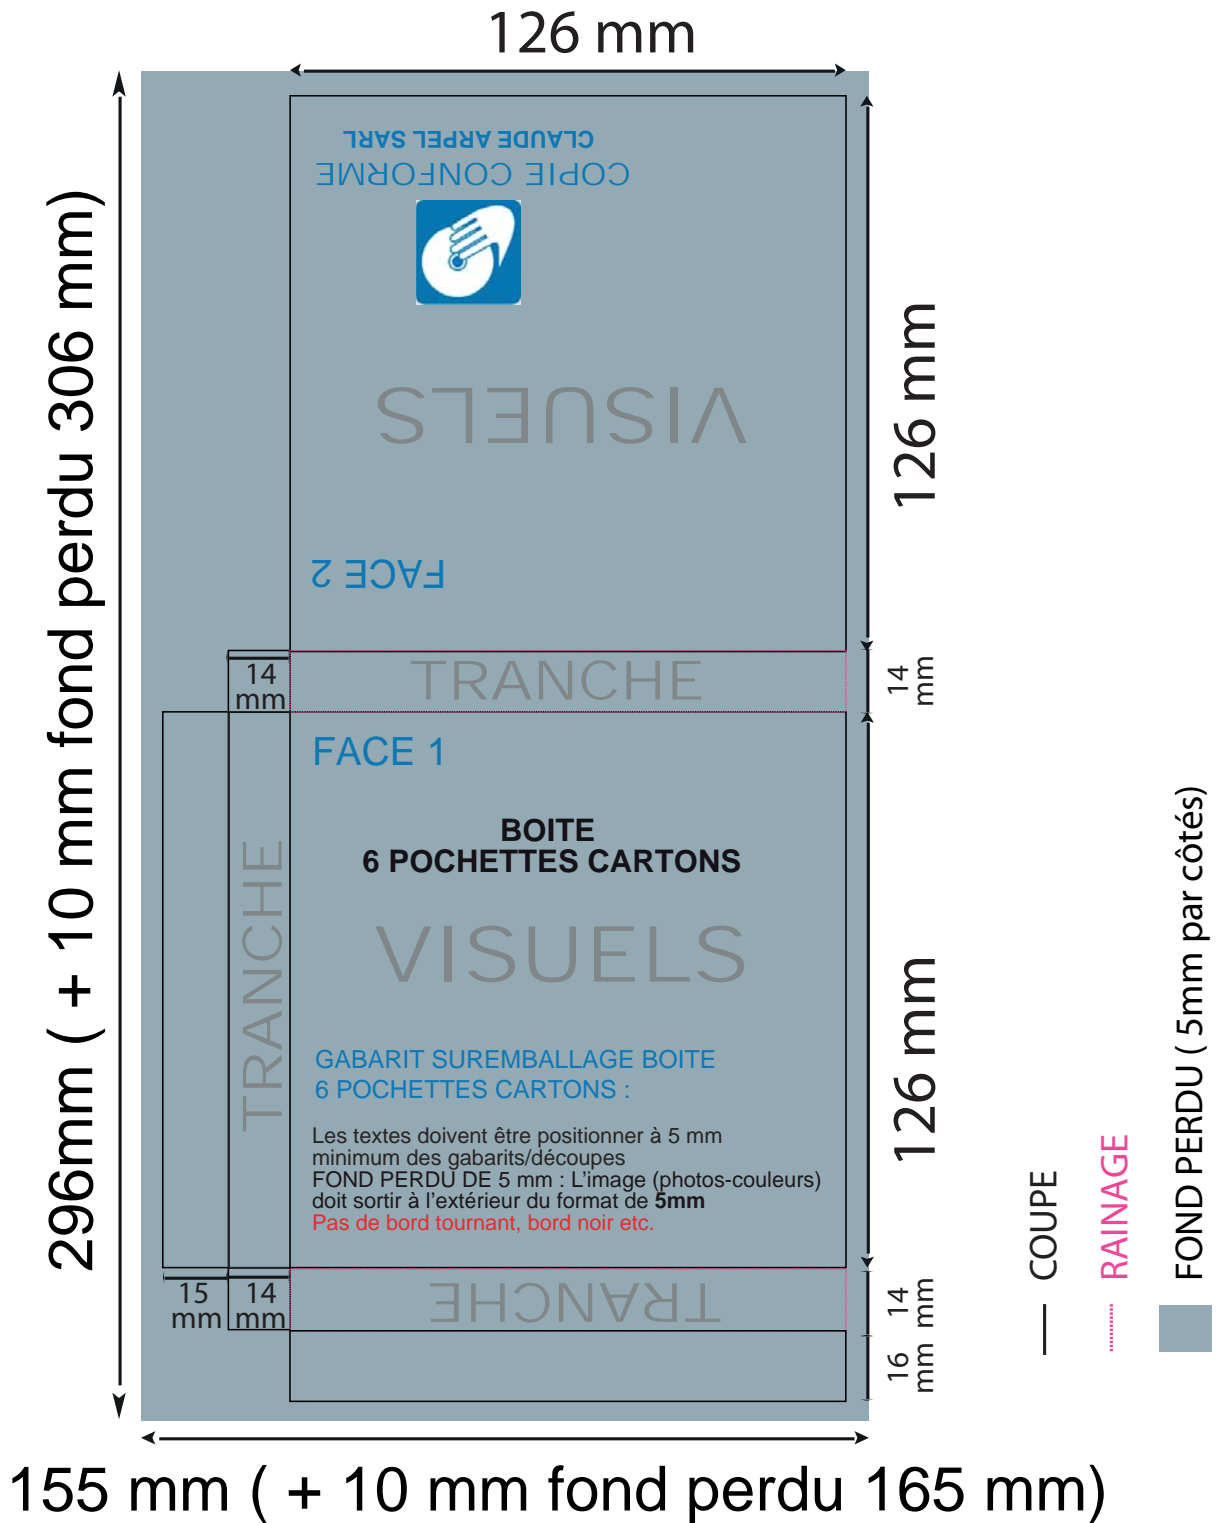 126 mm
CLAUDE ARPEL SARL
COPIE CONFORME
VISUELS
FACE 2
126 mm
296mm ( + 10 mm fond perdu 306 mm)
14
mm
TRANCHE
14
mm
FACE 1
BOITE
6 POCHETTES CARTONS
VISUELS
TRANCHE
GABARIT SUREMBALLAGE BOITE
6 POCHETTES CARTONS :
Les textes doivent être positionner à 5 mm
minimum des gabarits/découpes
FOND PERDU DE 5 mm : L'image (photos-couleurs)
doit sortir à l'extérieur du format de 5mm
Pas de bord tournant, bord noir etc.
126 mm
15
mm
14
mm
TRANCHE
14
mm
16
mm
COUPE
RAINAGE
FOND PERDU ( 5mm par côtés)
155 mm ( + 10 mm fond perdu 165 mm)